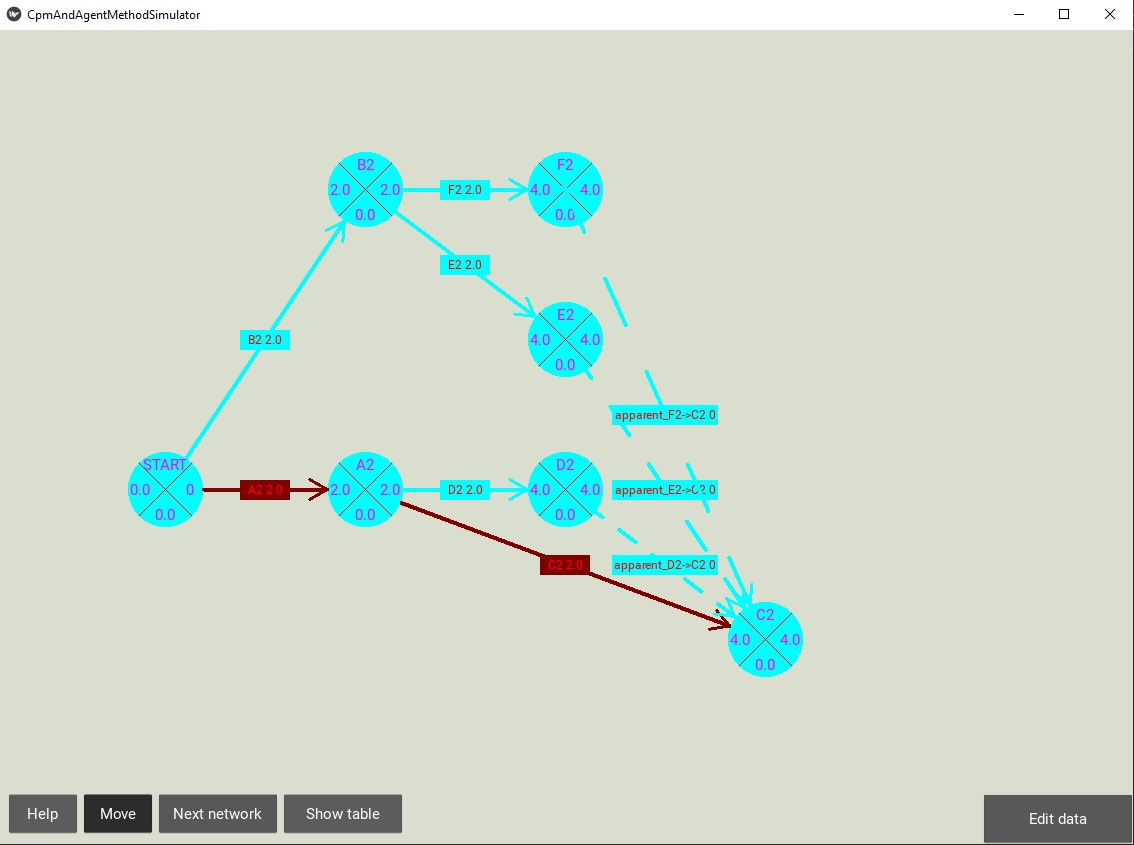 CpmAndAgentMethodSimulator
B2
2.0 2.0
0.0
F2 2.0
F2
4.0 4.0
0.0
E2 2.0
E2
4.0 4.0
0.0
B2 2.0
apparent_F2->C2 0
START
0.0 0
0.0
A2 2.0
A2
2.0 2.0
0.0
D2 2.0
D2
4.0 4.0
0.0
apparent_E2->C2 0
C2 2.0
apparent_D2->C2 0
C2
4.0 4.0
0.0
Help
Move
Next network
Show table
Edit data